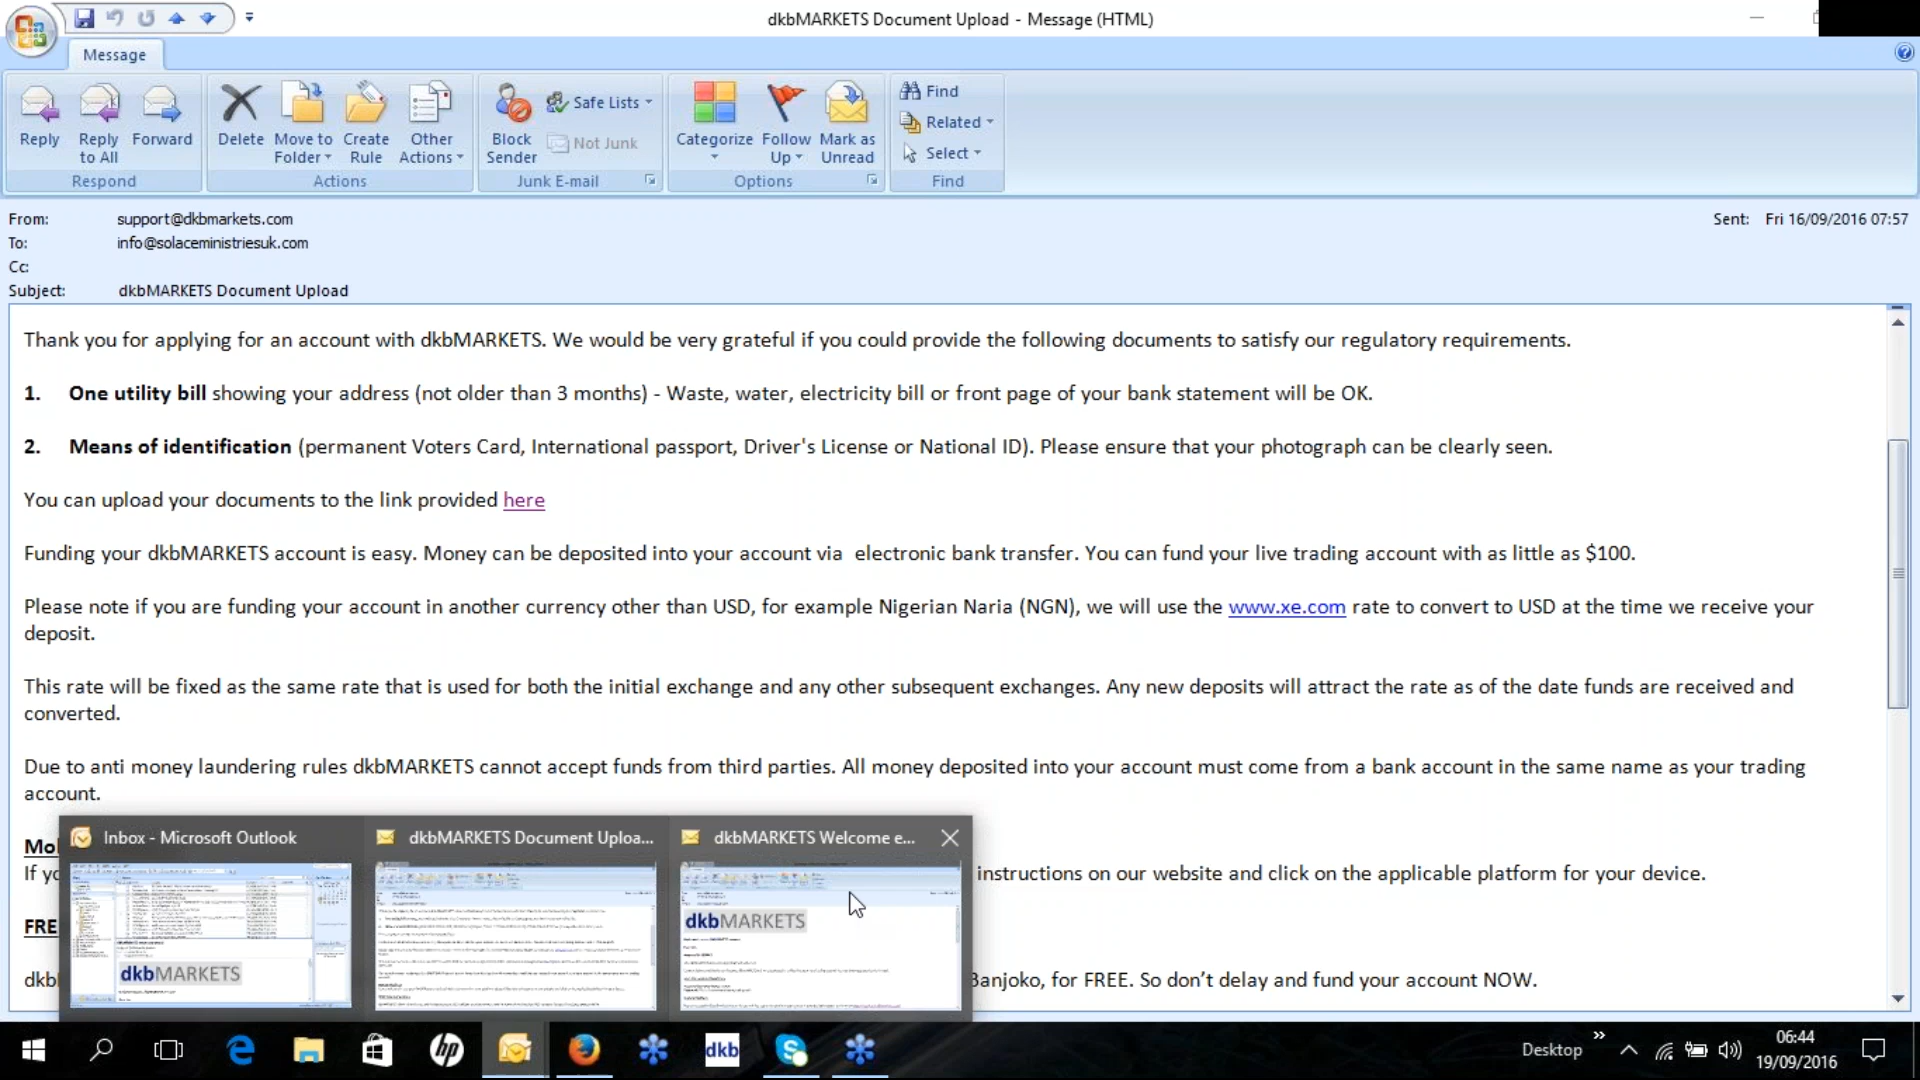 dkbMARKETS Document Upload - Message (HTML)
Message
Reply
Reply to All
Forward
Respond
Delete
Move to Folder
Create Rule
Other Actions
Actions
Block Sender
Safe Lists
Not Junk
Junk E-mail
Categorize
Follow Up
Mark as Unread
Options
Find
Related
Select
Find
From: support@dkbmarkets.com
Sent: Fri 16/09/2016 07:57
To: info@solaceministriesuk.com
Cc:
Subject: dkbMARKETS Document Upload
Thank you for applying for an account with dkbMARKETS. We would be very grateful if you could provide the following documents to satisfy our regulatory requirements.
1. One utility bill showing your address (not older than 3 months) - Waste, water, electricity bill or front page of your bank statement will be OK.
2. Means of identification (permanent Voters Card, International passport, Driver's License or National ID). Please ensure that your photograph can be clearly seen.
You can upload your documents to the link provided here
Funding your dkbMARKETS account is easy. Money can be deposited into your account via electronic bank transfer. You can fund your live trading account with as little as $100.
Please note if you are funding your account in another currency other than USD, for example Nigerian Naria (NGN), we will use the www.xe.com rate to convert to USD at the time we receive your
deposit.
This rate will be fixed as the same rate that is used for both the initial exchange and any other subsequent exchanges. Any new deposits will attract the rate as of the date funds are received and
converted.
Due to anti money laundering rules dkbMARKETS cannot accept funds from third parties. All money deposited into your account must come from a bank account in the same name as your trading
account.
Inbox - Microsoft Outlook
dkbMARKETS Document Uploa...
dkbMARKETS Welcome e...
instructions on our website and click on the applicable platform for your device.
FRE
dkbMARKETS
dkbMARKETS
Banjoko, for FREE. So don't delay and fund your account NOW.
hp
dkb
Desktop
06:44
19/09/2016